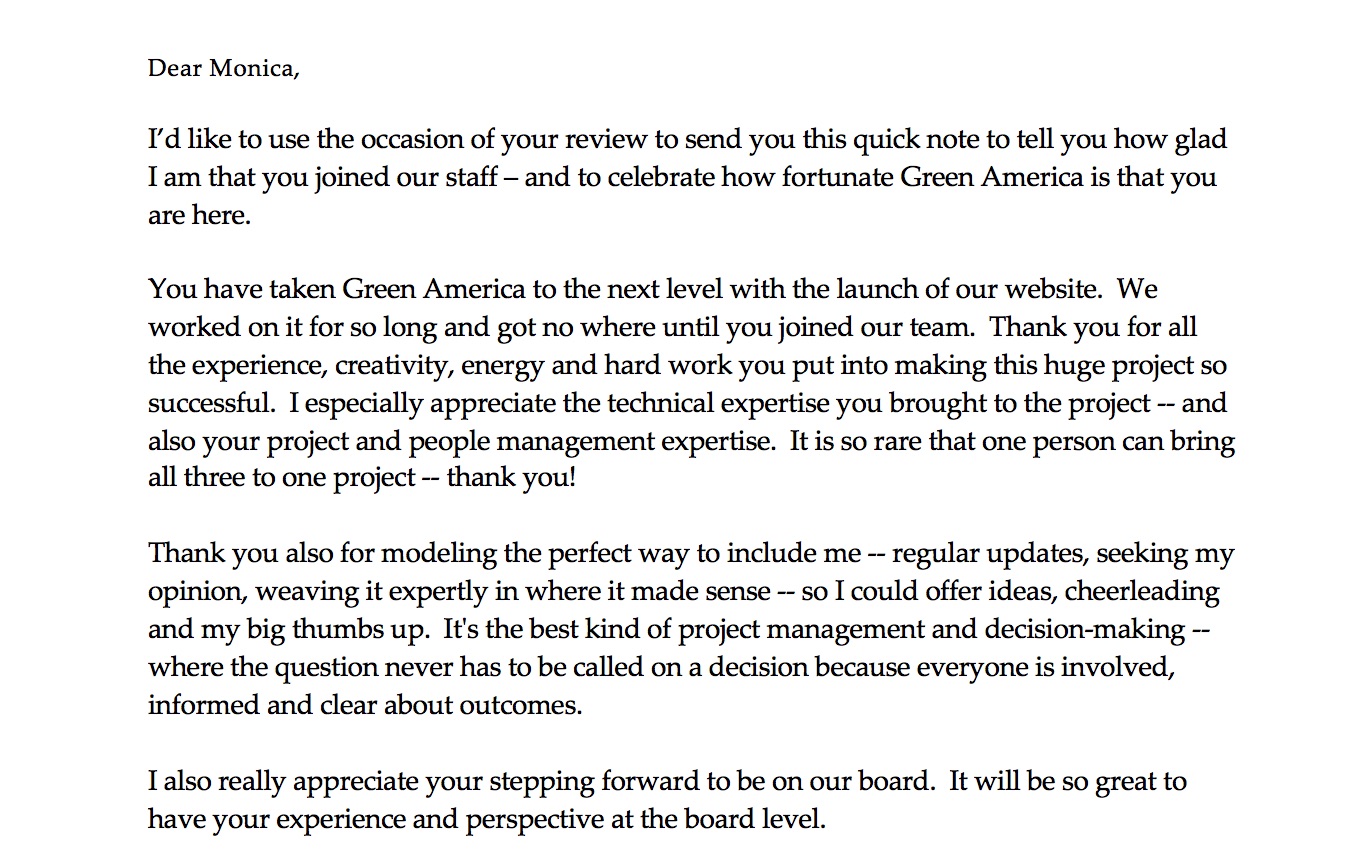 Dear Monica,
I’d like to use the occasion of your review to send you this quick note to tell you how glad
I am that you joined our staff – and to celebrate how fortunate Green America is that you
are here.
You have taken Green America to the next level with the launch of our website.  We
worked on it for so long and got no where until you joined our team.  Thank you for all
the experience, creativity, energy and hard work you put into making this huge project so
successful.  I especially appreciate the technical expertise you brought to the project -- and
also your project and people management expertise.  It is so rare that one person can bring
all three to one project -- thank you!
Thank you also for modeling the perfect way to include me -- regular updates, seeking my
opinion, weaving it expertly in where it made sense -- so I could offer ideas, cheerleading
and my big thumbs up.  It's the best kind of project management and decision-making --
where the question never has to be called on a decision because everyone is involved,
informed and clear about outcomes.
I also really appreciate your stepping forward to be on our board.  It will be so great to
have your experience and perspective at the board level.